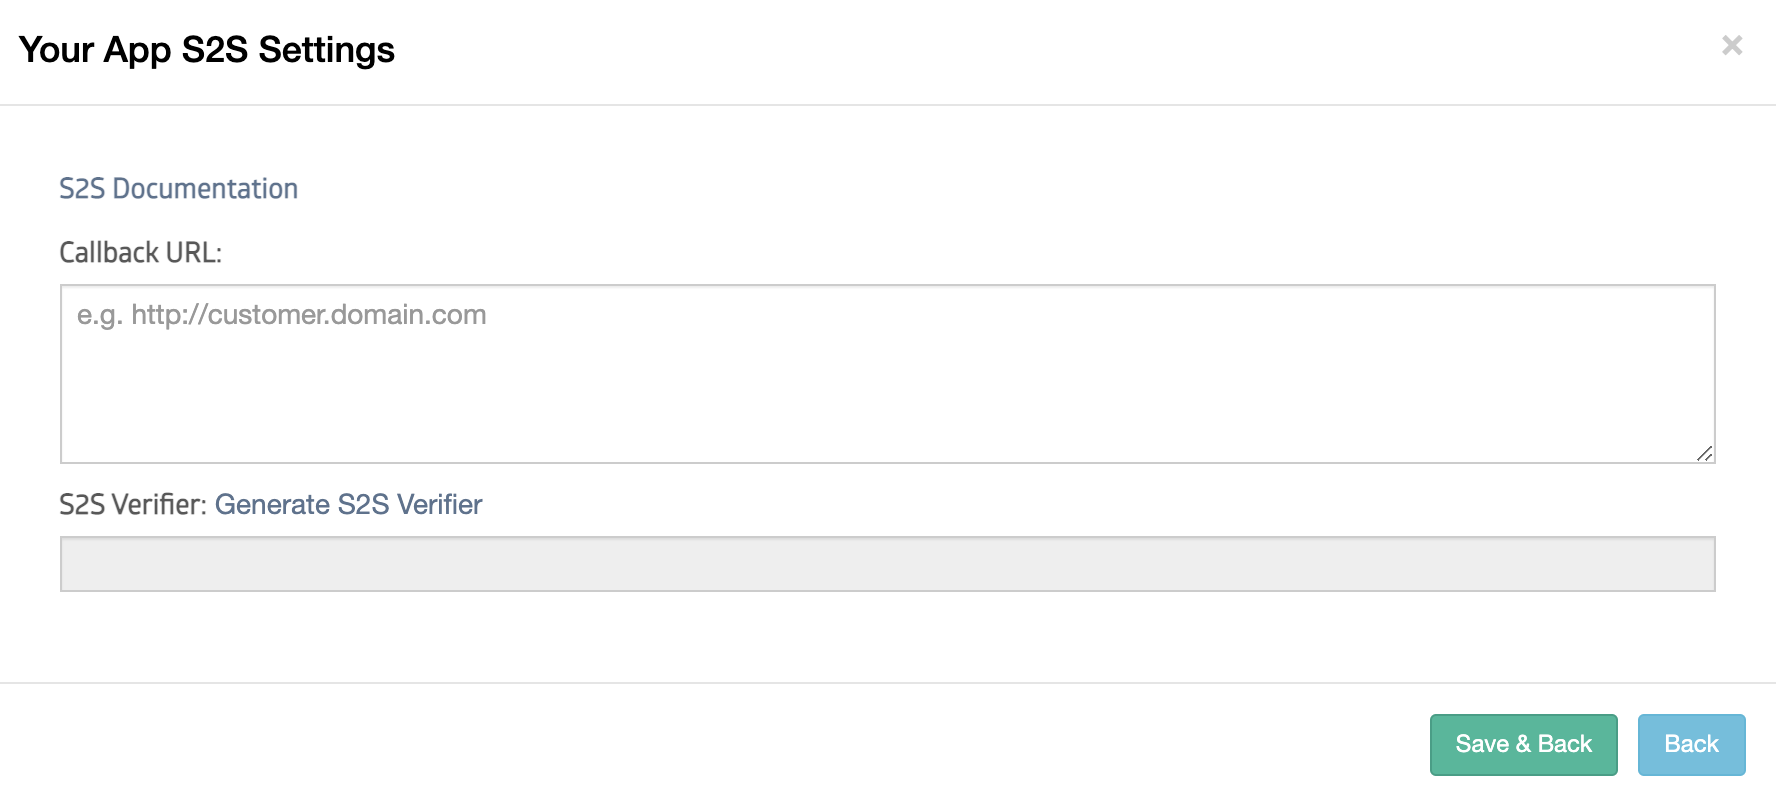 Your App S2S Settings
×
S2S Documentation
Callback URL:
e.g. http://customer.domain.com
S2S Verifier: Generate S2S Verifier
Save & Back Back